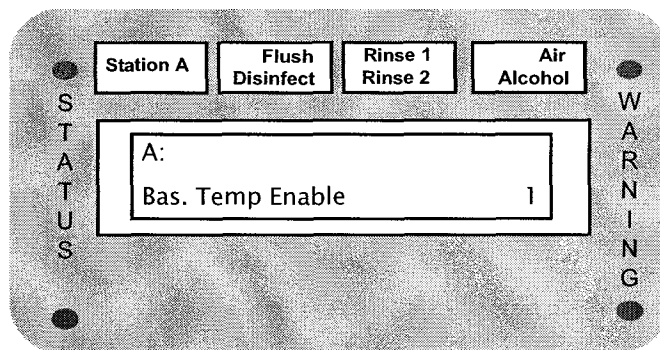 Station A
Flush
Disinfect
Rinse 1
Rinse 2
Air
Alcohol
STATUS
A:
Bas. Temp Enable 1
WARNING